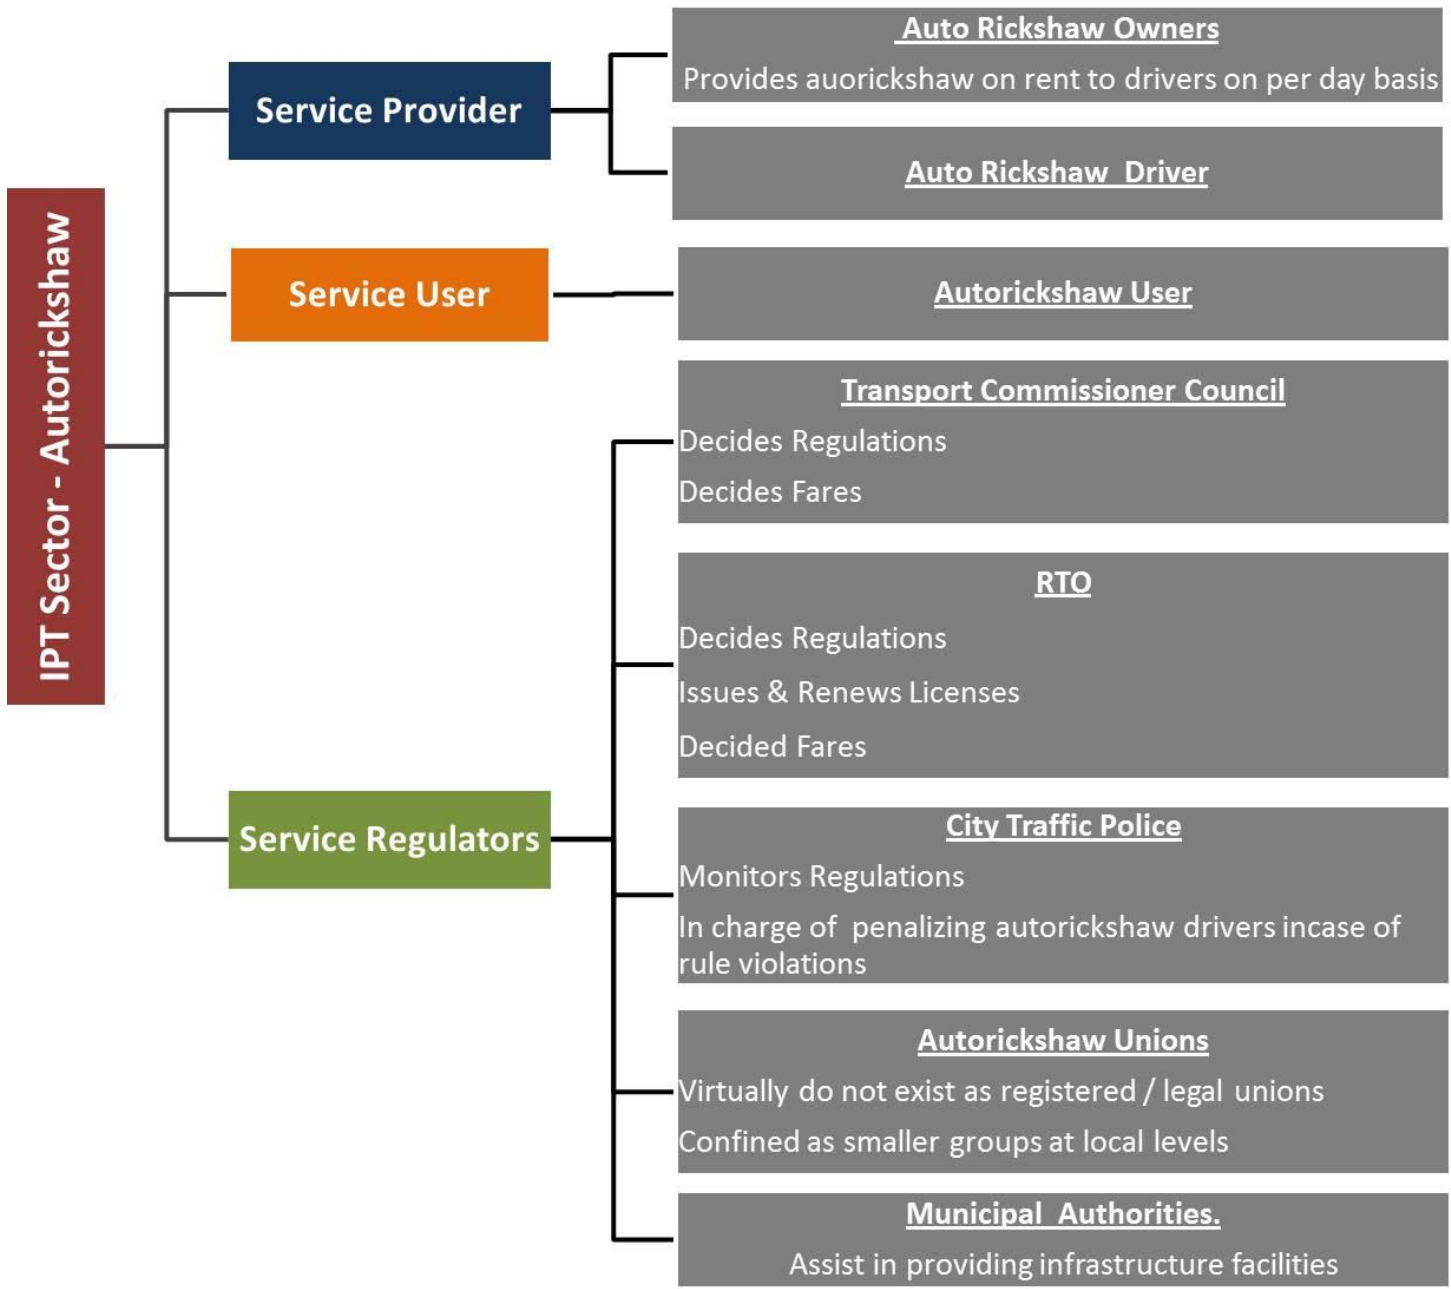 IPT Sector - Autorickshaw
Service Provider
Auto Rickshaw Owners
Provides auorickshaw on rent to drivers on per day basis
Auto Rickshaw Driver
Service User
Autorickshaw User
Service Regulators
Transport Commissioner Council
Decides Regulations
Decides Fares
RTO
Decides Regulations
Issues & Renews Licenses
Decided Fares
City Traffic Police
Monitors Regulations
In charge of penalizing autorickshaw drivers incase of
rule violations
Autorickshaw Unions
Virtually do not exist as registered / legal unions
Confined as smaller groups at local levels
Municipal Authorities.
Assist in providing infrastructure facilities